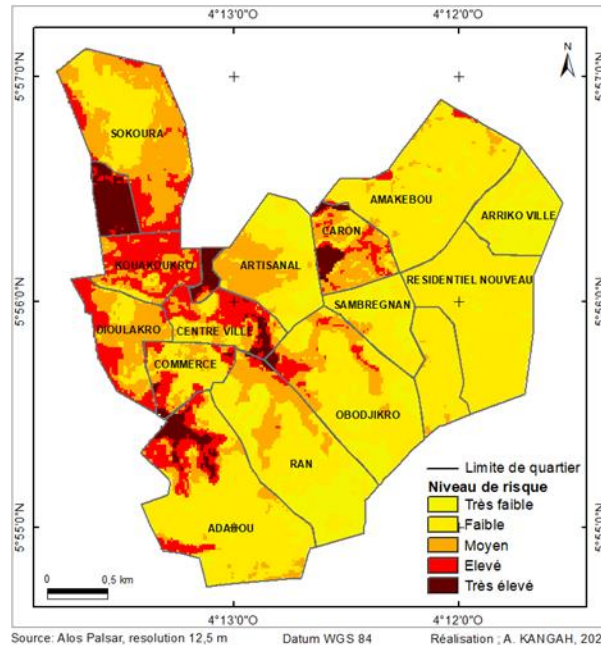 4°13'0"N 4°12'0"N
5°57'0"N 5°57'0"N
N
SOKOURA
AMAKEBOU
ARRIKO VILLE
CARON
KOUAKOUKRO
ARTISANAL
RESIDENTIEL NOUVEAU
5°56'0"N 5°56'0"N
SAMBREGNAN
DIOULAKRO
CENTRE VILLE
COMMERCE
OBODJIKRO
RAN
ADAHOU
5°55'0"N 5°55'0"N
Limite de quartier
Niveau de risque
Très faible
Faible
Moyen
Elevé
Très élevé
0 0,5 km
4°13'0"N 4°12'0"N
Source: Alos Palsar, resolution 12,5 m Datum WGS 84 Réalisation ; A. KANGAH, 202